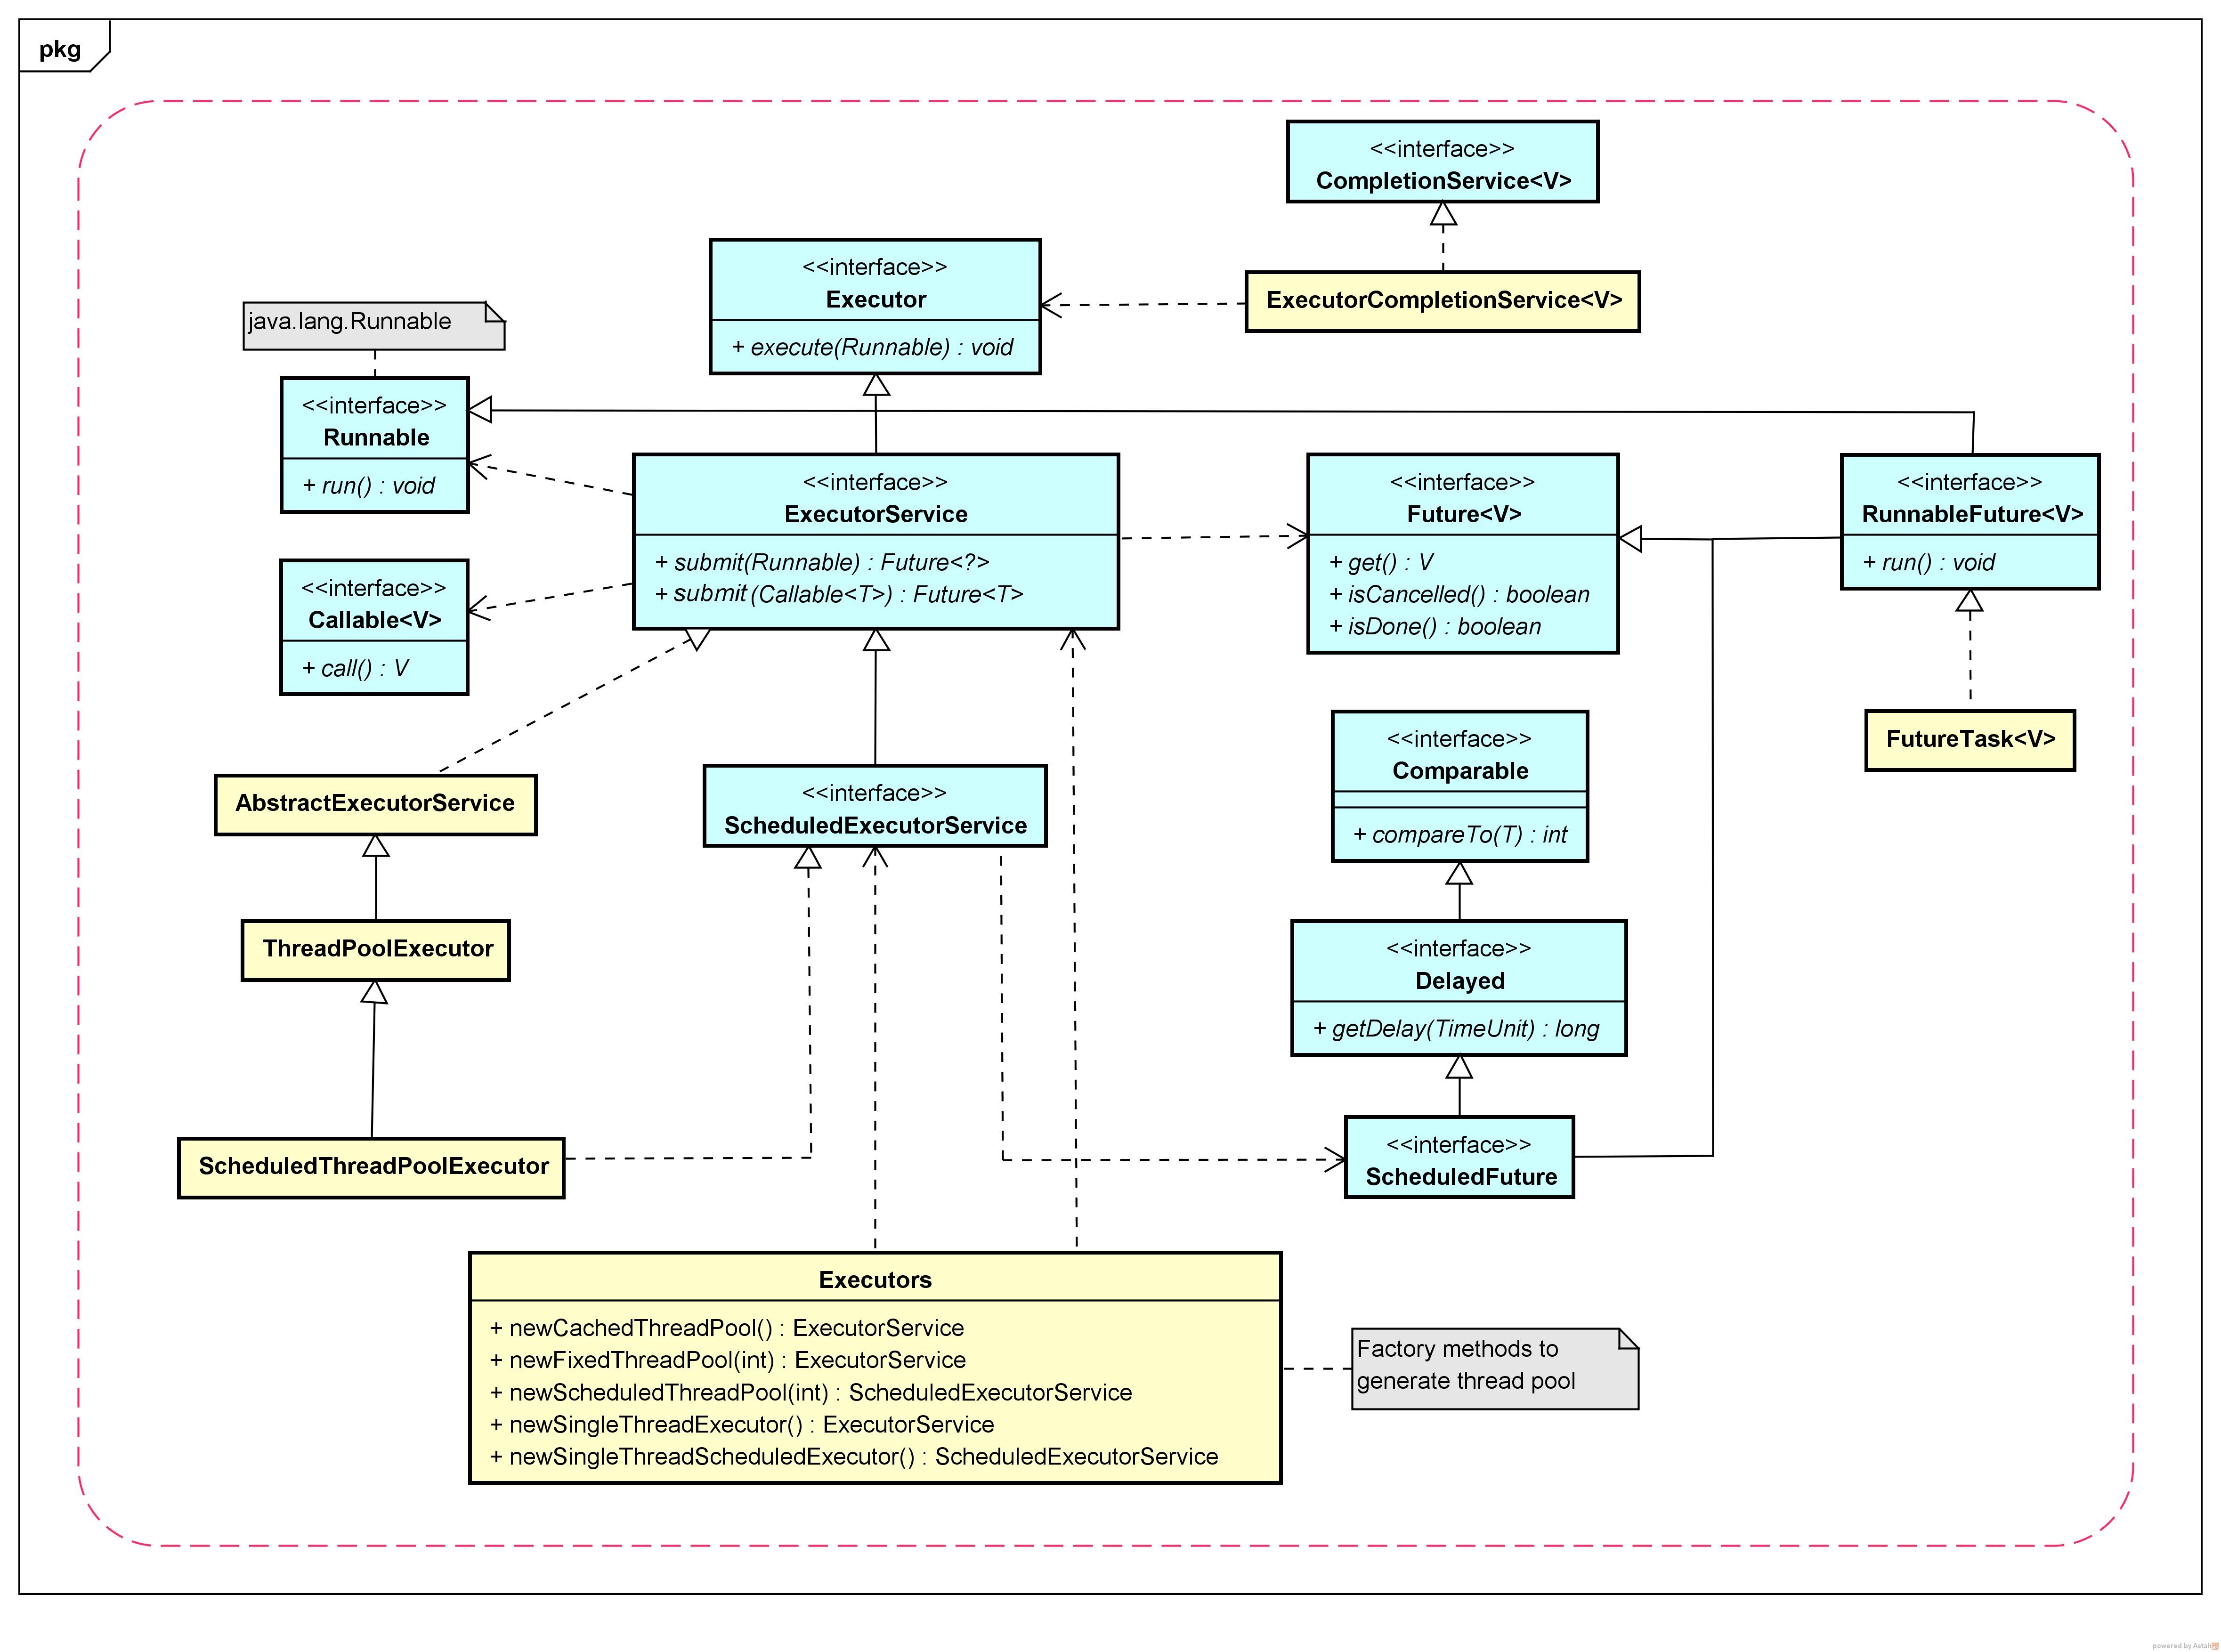 pkg
<<interface>>
CompletionService<V>
<<interface>>
Executor
+ execute(Runnable) : void
ExecutorCompletionService<V>
java.lang.Runnable
<<interface>>
Runnable
+ run() : void
<<interface>>
ExecutorService
+ submit(Runnable) : Future<?>
+ submit(Callable<T>) : Future<T>
<<interface>>
Future<V>
+ get() : V
+ isCancelled() : boolean
+ isDone() : boolean
<<interface>>
RunnableFuture<V>
+ run() : void
<<interface>>
Callable<V>
+ call() : V
<<interface>>
Comparable
+ compareTo(T) : int
FutureTask<V>
AbstractExecutorService
<<interface>>
ScheduledExecutorService
ThreadPoolExecutor
<<interface>>
Delayed
+ getDelay(TimeUnit) : long
ScheduledThreadPoolExecutor
<<interface>>
ScheduledFuture
Executors
+ newCachedThreadPool() : ExecutorService
+ newFixedThreadPool(int) : ExecutorService
+ newScheduledThreadPool(int) : ScheduledExecutorService
+ newSingleThreadExecutor() : ExecutorService
+ newSingleThreadScheduledExecutor() : ScheduledExecutorService
Factory methods to
generate thread pool
powered by Astah